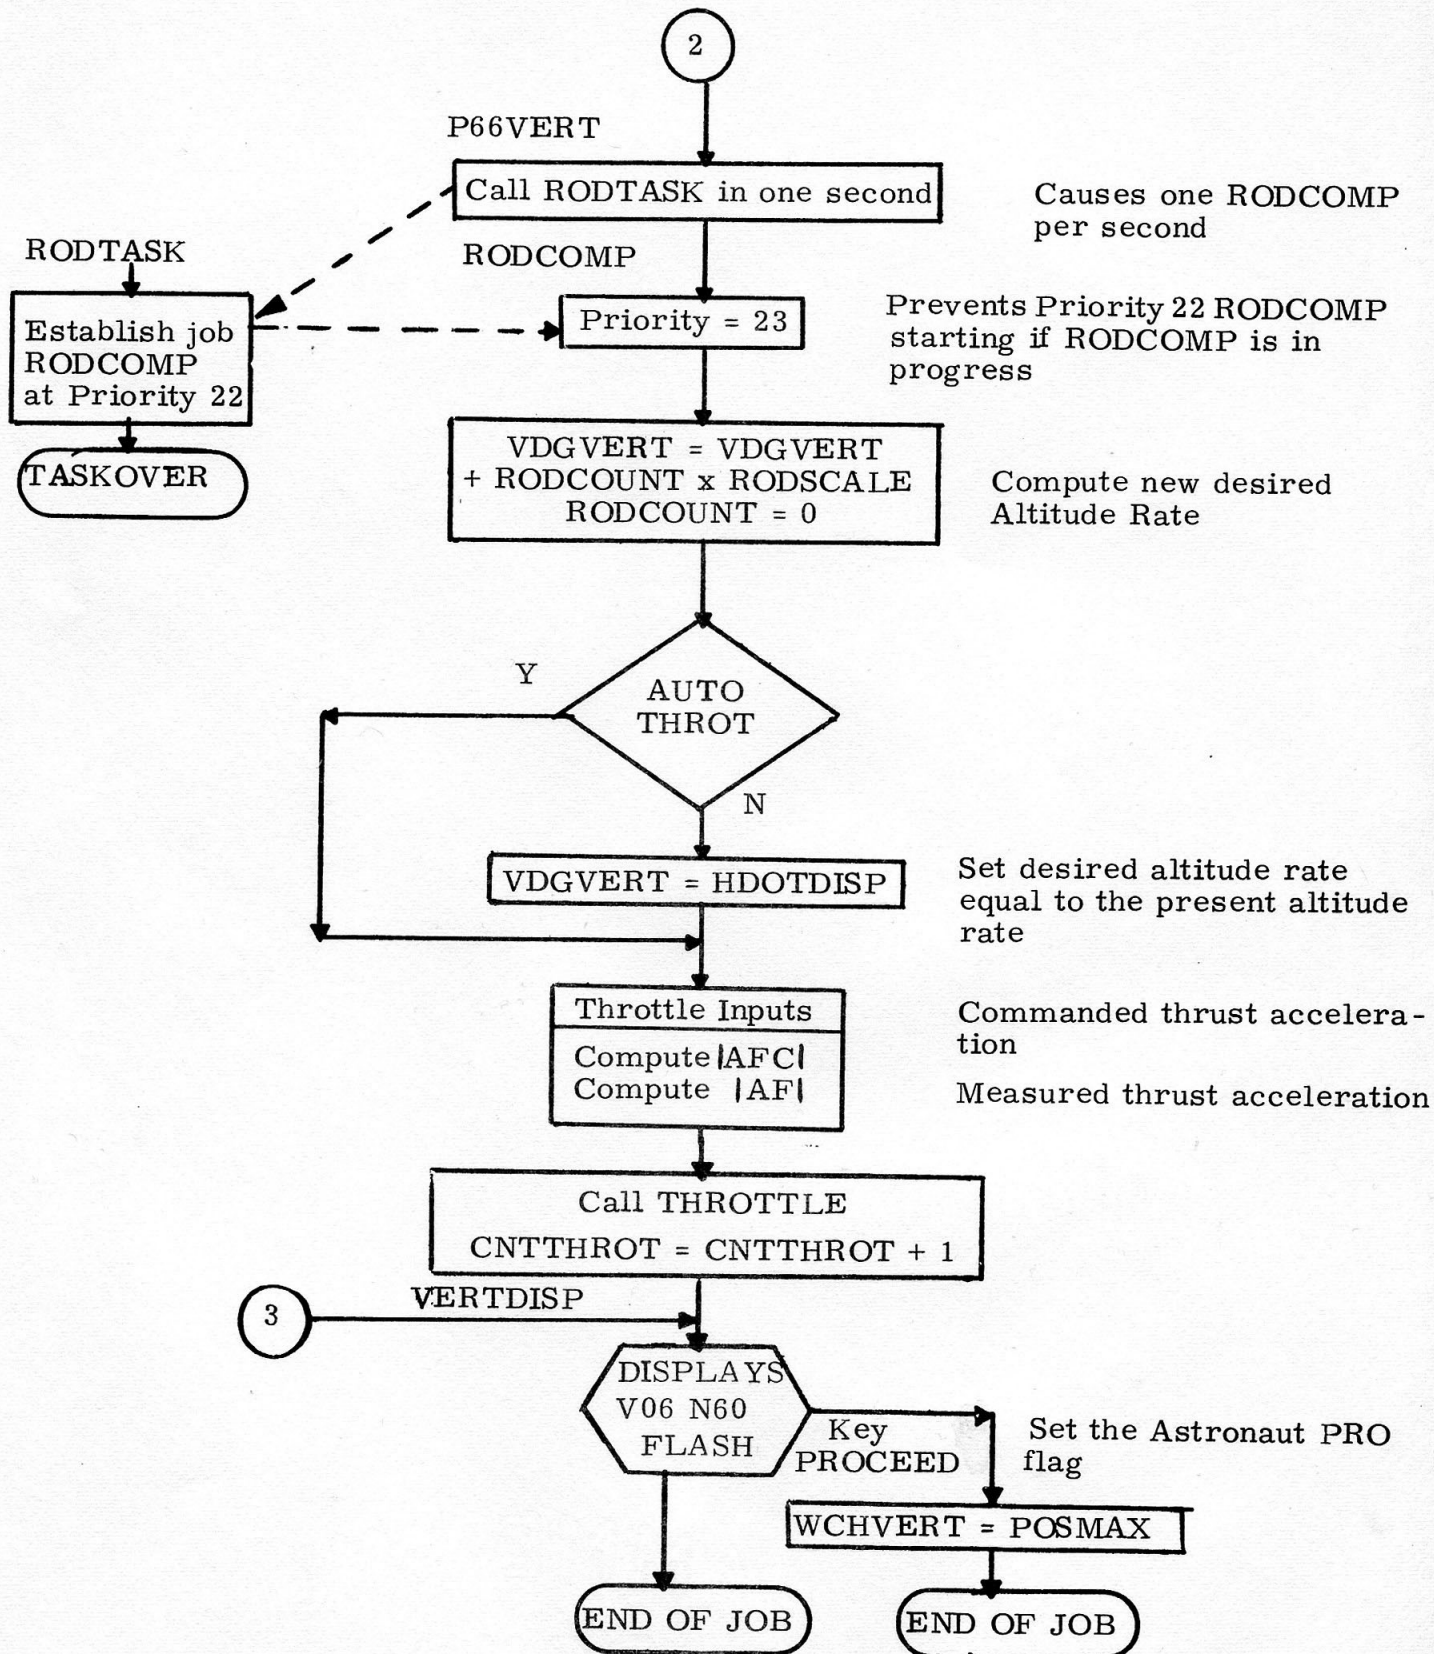 2
P66VERT
Call RODTASK in one second
Causes one RODCOMP
per second
RODTASK
RODCOMP
Establish job
RODCOMP
at Priority 22
Priority = 23
Prevents Priority 22 RODCOMP
starting if RODCOMP is in
progress
TASKOVER
VDGVERT = VDGVERT
+ RODCOUNT x RODSCALE
RODCOUNT = 0
Compute new desired
Altitude Rate
Y
AUTO
THROT
N
VDGVERT = HDOTDISP
Set desired altitude rate
equal to the present altitude
rate
Throttle Inputs
Compute |AFC|
Compute |AF|
Commanded thrust accelera-
tion
Measured thrust acceleration
Call THROTTLE
CNTTHROT = CNTTHROT + 1
3
VERTDISP
DISPLAYS
V06 N60
FLASH
Key
PROCEED
Set the Astronaut PRO
flag
WCHVERT = POSMAX
END OF JOB
END OF JOB